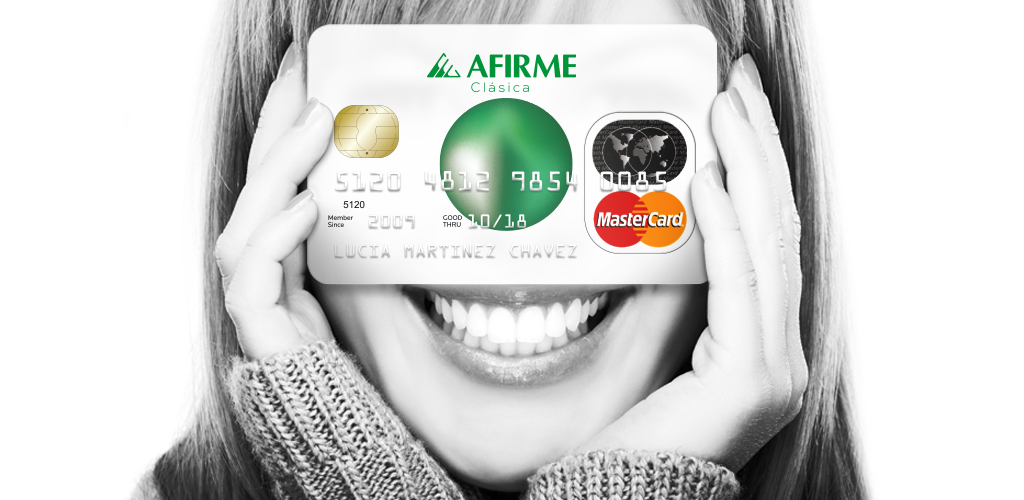 AFIRME
Clásica
5120 4812 9854 0085
5120
Member Since 2009 GOOD THRU 10/18
LUCIA MARTINEZ CHAVEZ
MasterCard